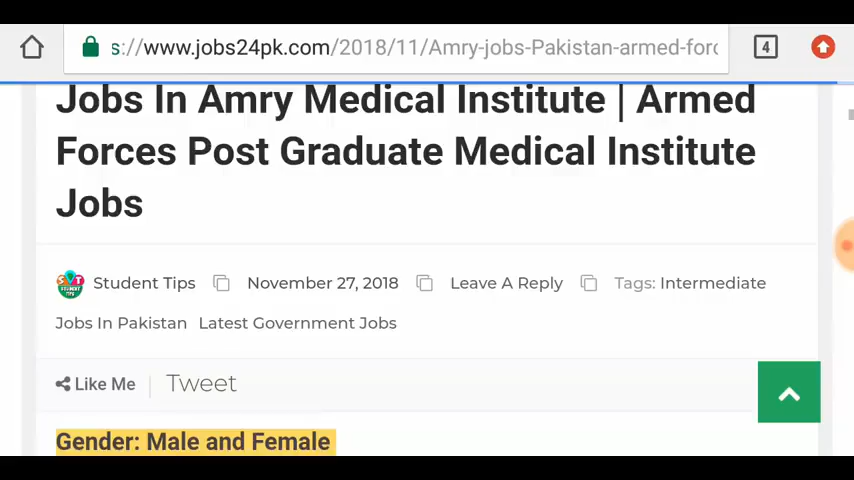 s://www.jobs24pk.com/2018/11/Amry-jobs-Pakistan-armed-forc
4
Jobs In Amry Medical Institute | Armed
Forces Post Graduate Medical Institute
Jobs
Student Tips November 27, 2018 Leave A Reply Tags: Intermediate
Jobs In Pakistan Latest Government Jobs
Like Me Tweet
Gender: Male and Female